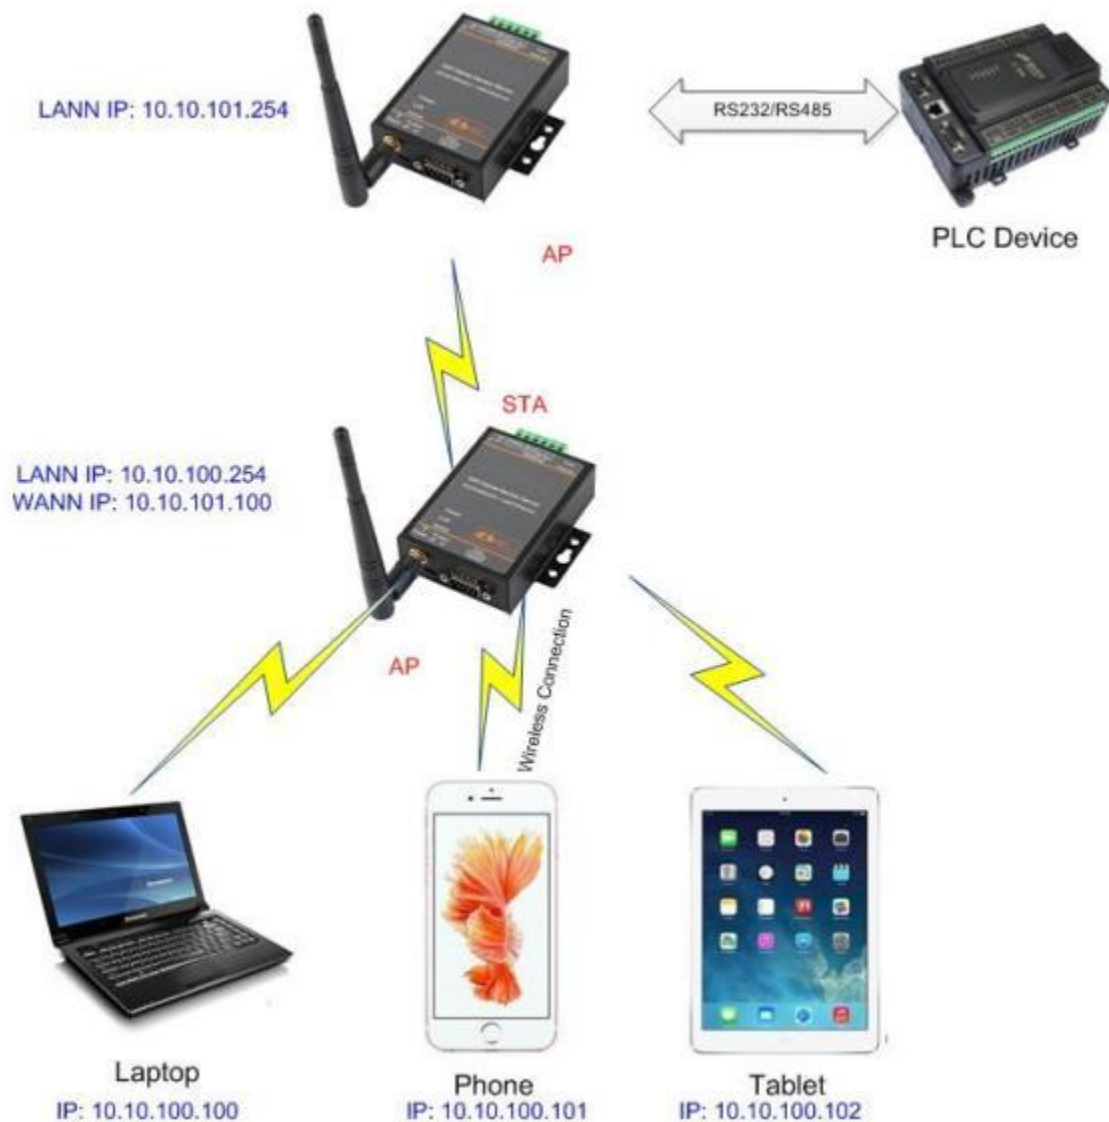 LANN IP: 10.10.101.254
RS232/RS485
PLC Device
AP
STA
LANN IP: 10.10.100.254
WANN IP: 10.10.101.100
AP
Wireless Connection
Laptop
IP: 10.10.100.100
Phone
IP: 10.10.100.101
Tablet
IP: 10.10.100.102